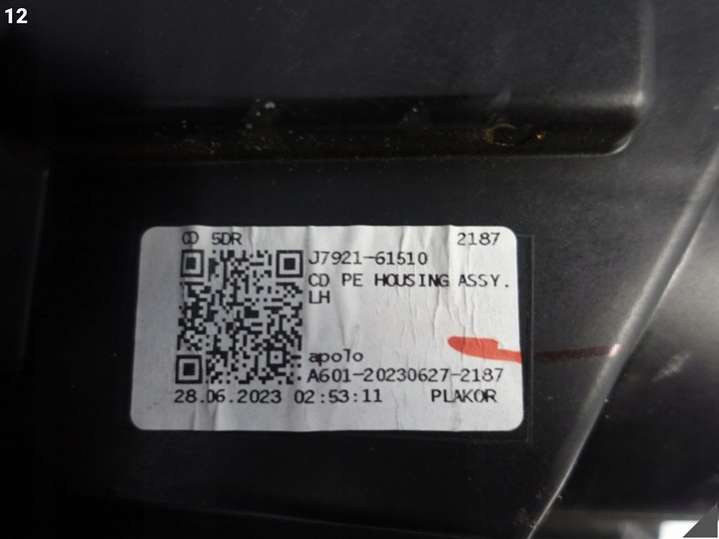 12
CD 5DR 2187
J7921-61510
CD PE HOUSING ASSY.
LH
apolo
A601-20230627-2187
28.06.2023 02:53:11 PLAKOR